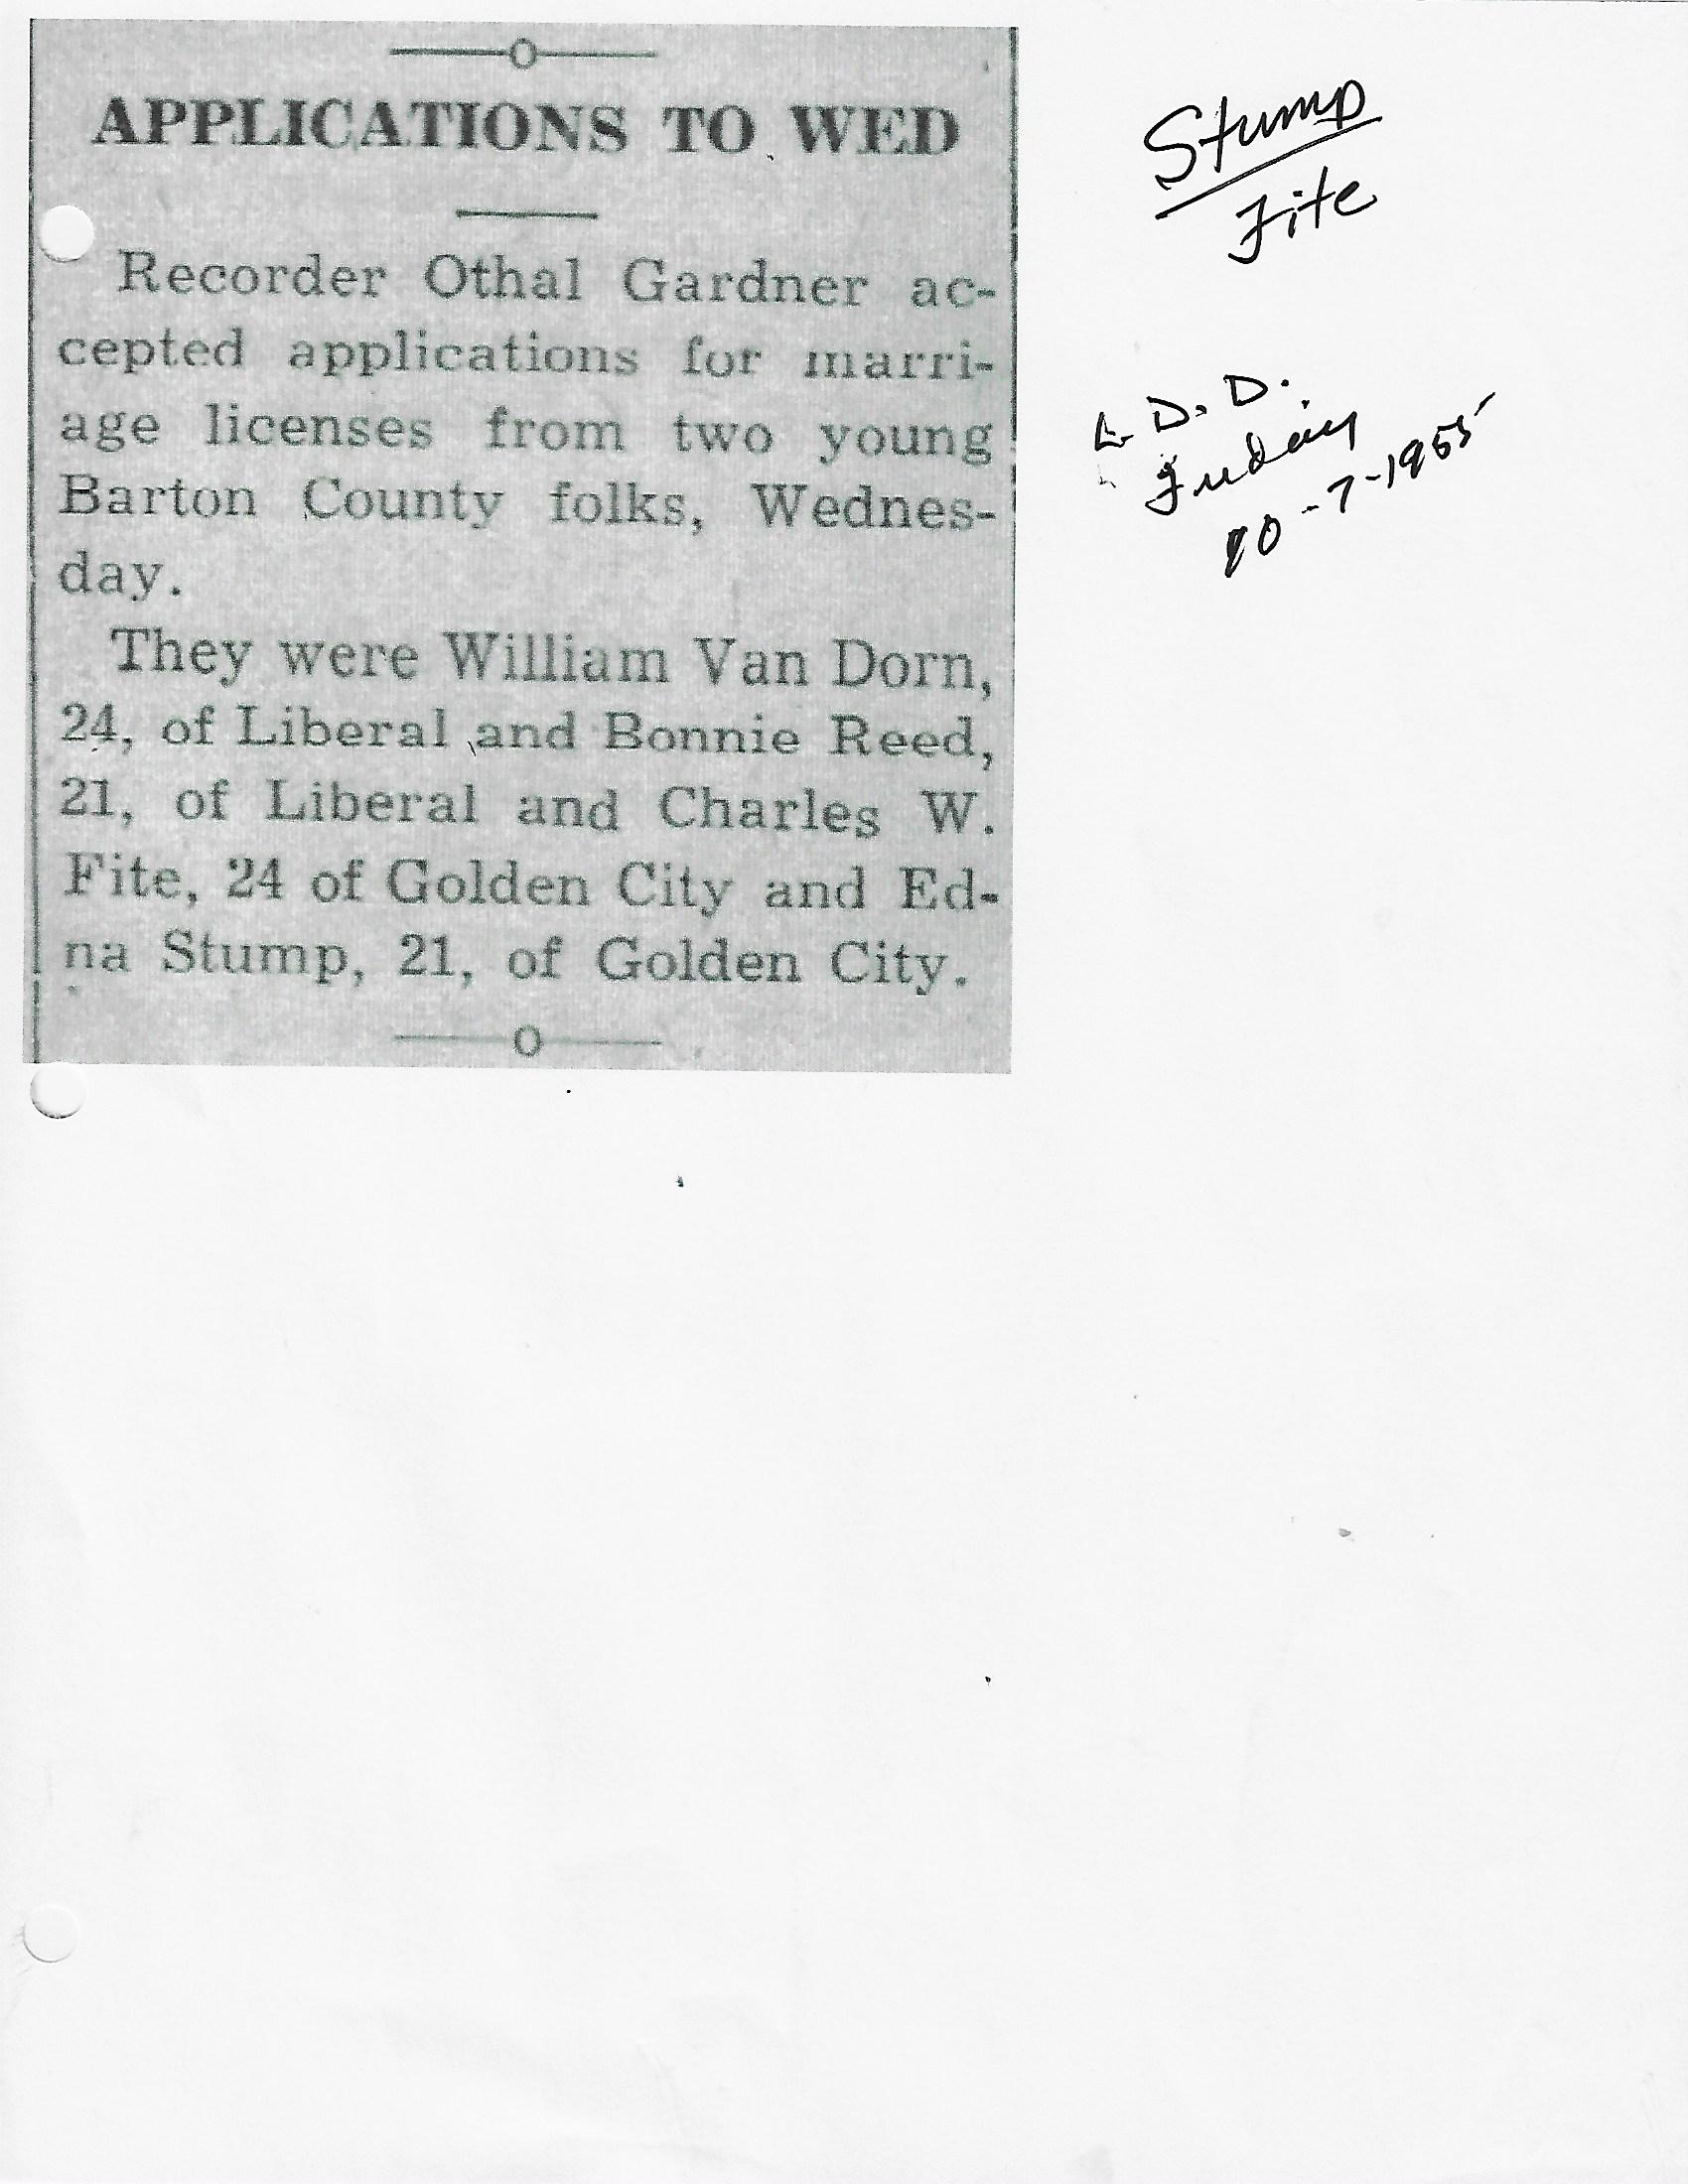 APPLICATIONS TO WED
Recorder Othal Gardner ac-
cepted applications for marri-
age licenses from two young
Barton County folks, Wednes-
day.
They were William Van Dorn,
24, of Liberal and Bonnie Reed,
21, of Liberal and Charles W.
Fite, 24 of Golden City and Ed-
na Stump, 21, of Golden City.
Stump
Fite
L. D. D.
Friday
10-7-1955